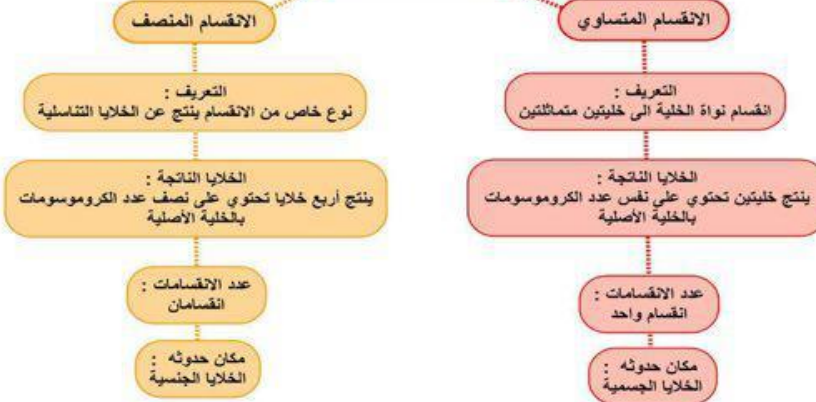 الانقسام المتساوي
التعريف :
انقسام نواة الخلية الى خليتين متماثلتين
الخلايا الناتجة :
ينتج خليتين تحتوي على نفس عدد الكروموسومات
بالخلية الأصلية
عدد الانقسامات :
انقسام واحد
مكان حدوثه :
الخلايا الجسمية
الانقسام المنصف
التعريف :
نوع خاص من الانقسام ينتج عن الخلايا التناسلية
الخلايا الناتجة :
ينتج أربع خلايا تحتوي على نصف عدد الكروموسومات
بالخلية الأصلية
عدد الانقسامات :
انقسامان
مكان حدوثه :
الخلايا الجنسية